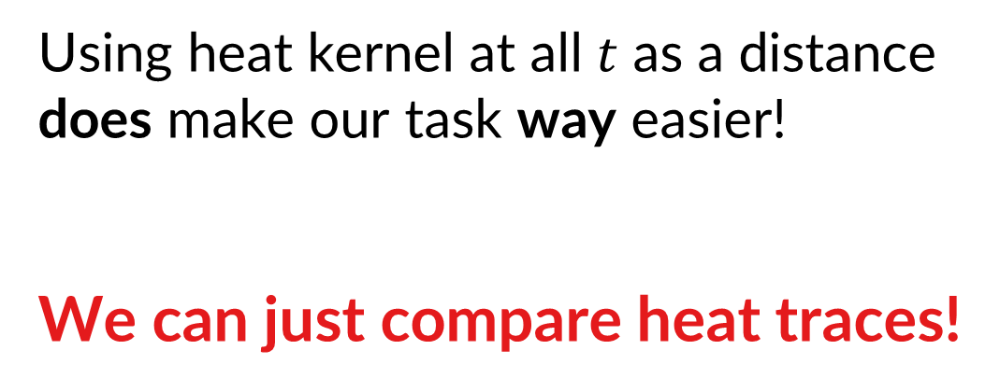 Using heat kernel at all t as a distance
does make our task way easier!
We can just compare heat traces!